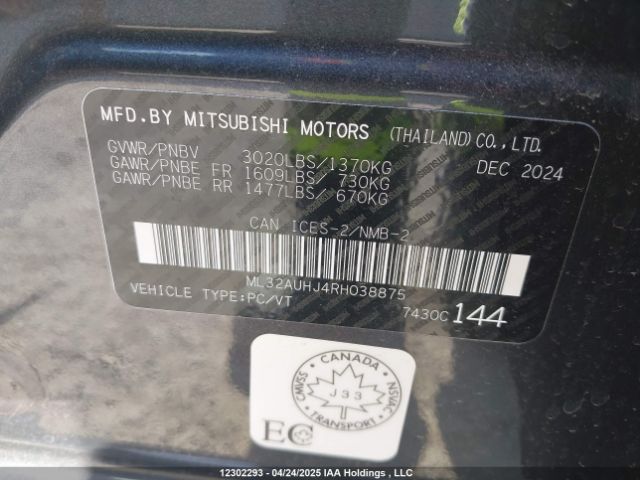 MFD.BY MITSUBISHI MOTORS (THAILAND)CO.,LTD.
GVWR/PNBV 3020LBS/1370KG DEC 2024
GAWR/PNBE FR 1609LBS/ 730KG
GAWR/PNBE RR 1477LBS/ 670KG
CAN ICES-2/NMB-2
ML32AUHJ4RH038875
VEHICLE TYPE:PC/VT 7430C 144
CANADA
CMVSS J33 NSVAC
TRANSPORT
EC
12302293 - 04/24/2025 IAA Holdings , LLC